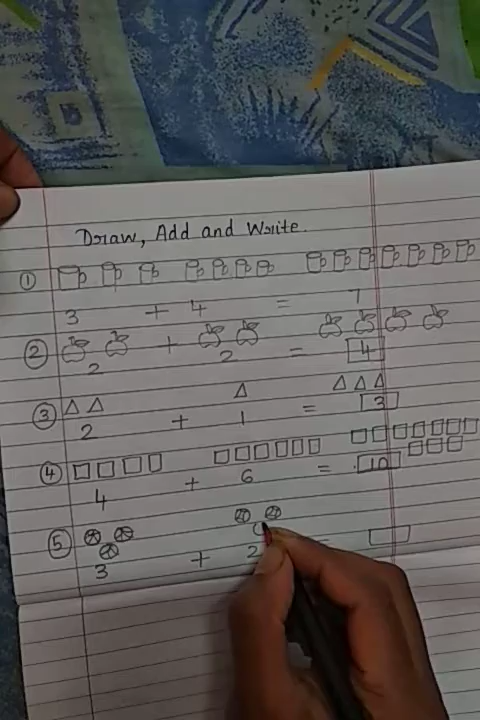 Draw, Add and Write.
①
3 + 4 = 7
②
2 + 2 = 4
③
2 + 1 = 3
④
4 + 6 = 10
⑤
3 + 2 =